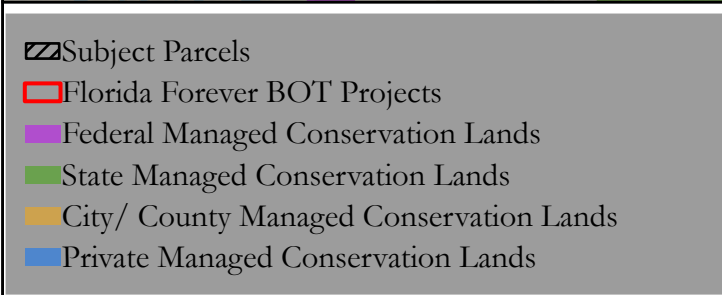 Subject Parcels
Florida Forever BOT Projects
Federal Managed Conservation Lands
State Managed Conservation Lands
City/ County Managed Conservation Lands
Private Managed Conservation Lands